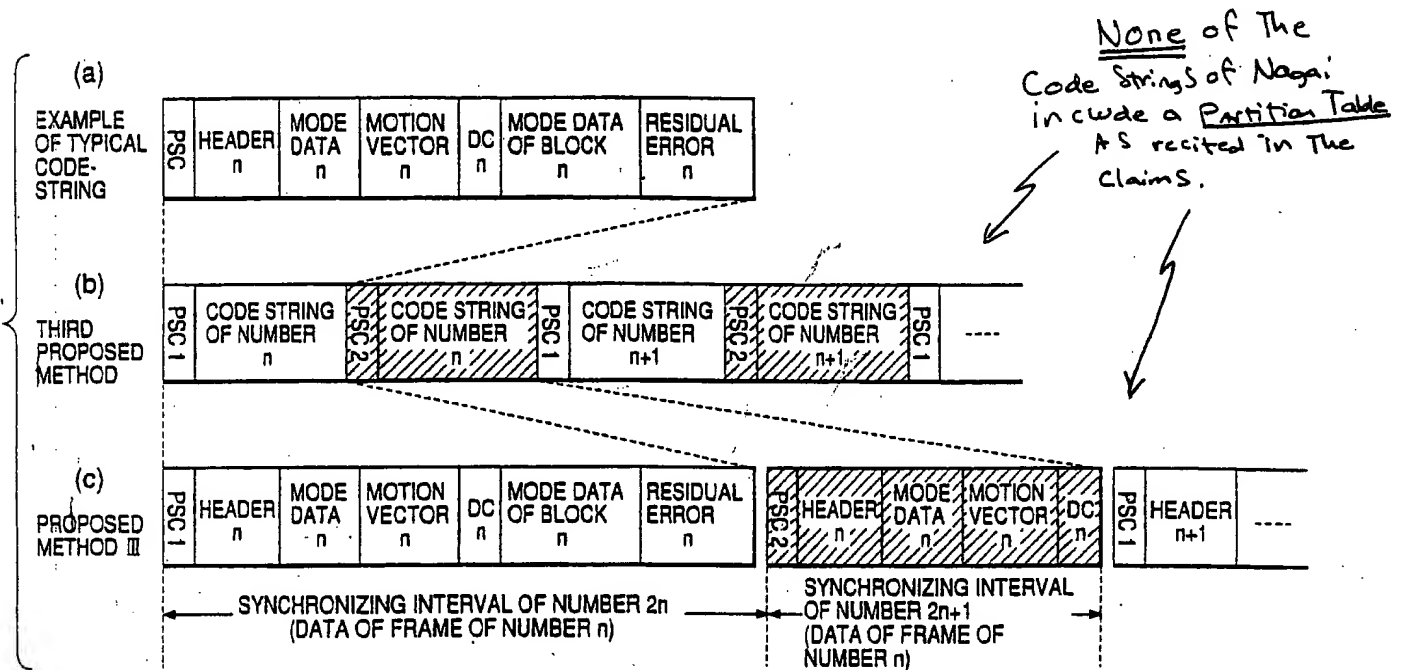 None of The
Code Strings of Nagai
include a Partition Table
AS recited in The
Claims.
(a)
EXAMPLE
OF TYPICAL
CODE-
STRING
PSC
HEADER
n
MODE
DATA
n
MOTION
VECTOR
n
DC
n
MODE DATA
OF BLOCK
n
RESIDUAL
ERROR
n
(b)
THIRD
PROPOSED
METHOD
PSC 1
CODE STRING
OF NUMBER
n
PSC 2
CODE STRING
OF NUMBER
n
PSC 1
CODE STRING
OF NUMBER
n+1
PSC 2
CODE STRING
OF NUMBER
n+1
PSC 1
----
(c)
PROPOSED
METHOD III
PSC 1
HEADER
n
MODE
DATA
n
MOTION
VECTOR
n
DC
n
MODE DATA
OF BLOCK
n
RESIDUAL
ERROR
n
PSC 2
HEADER
n
MODE
DATA
n
MOTION
VECTOR
n
DC
n
PSC 1
HEADER
n+1
----
SYNCHRONIZING INTERVAL OF NUMBER 2n
(DATA OF FRAME OF NUMBER n)
SYNCHRONIZING INTERVAL
OF NUMBER 2n+1
(DATA OF FRAME OF
NUMBER n)